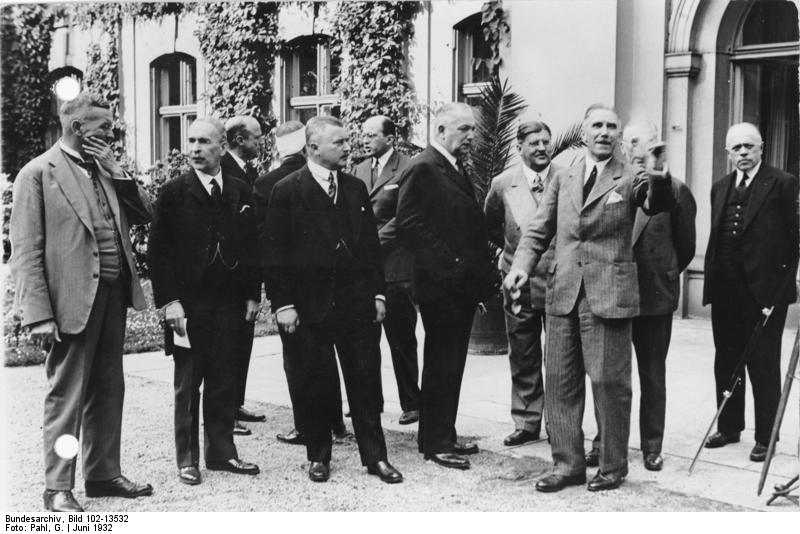 Bundesarchiv, Bild 102-13532
Foto: Pahl, G. | Juni 1932